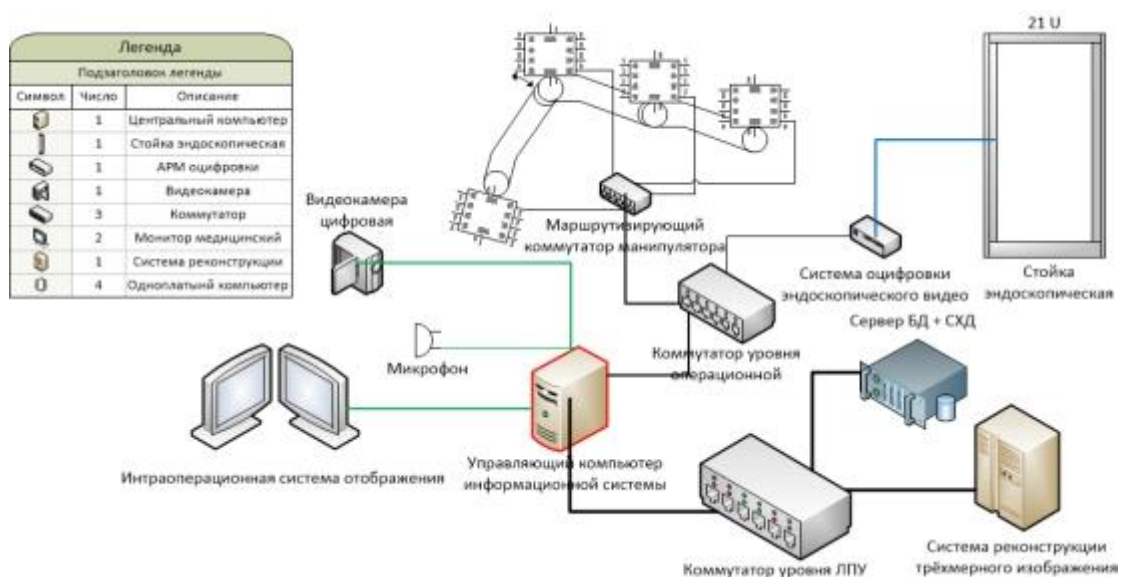 21 U
Легенда
Подзаголовок легенды
Символ Число Описание
1 Центральный компьютер
1 Стойка эндоскопическая
1 АРМ оцифровки
1 Видеокамера
3 Коммутатор
2 Монитор медицинский
1 Система реконструкции
4 Одноплатынй компьютер
Видеокамера
цифровая
Маршрутизирующий
коммутатор манипулятора
Система оцифровки
эндоскопического видео
Стойка
эндоскопическая
Сервер БД + СХД
Коммутатор уровня
операционной
Микрофон
Интраоперационная система отображения
Управляющий компьютер
информационной системы
Коммутатор уровня ЛПУ
Система реконструкции
трёхмерного изображения